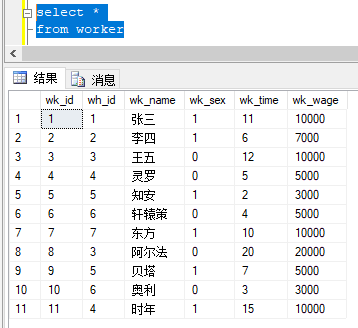 select *
from worker
结果 消息
wk_id wh_id wk_name wk_sex wk_time wk_wage
1 1 1 张三 1 11 10000
2 2 2 李四 1 6 7000
3 3 3 王五 0 12 10000
4 4 4 灵罗 0 5 5000
5 5 5 知安 1 2 3000
6 6 6 轩辕策 0 4 5000
7 7 7 东方 1 10 10000
8 8 3 阿尔法 0 20 20000
9 9 5 贝塔 1 7 5000
10 10 6 奥利 0 3 3000
11 11 4 时年 1 15 10000